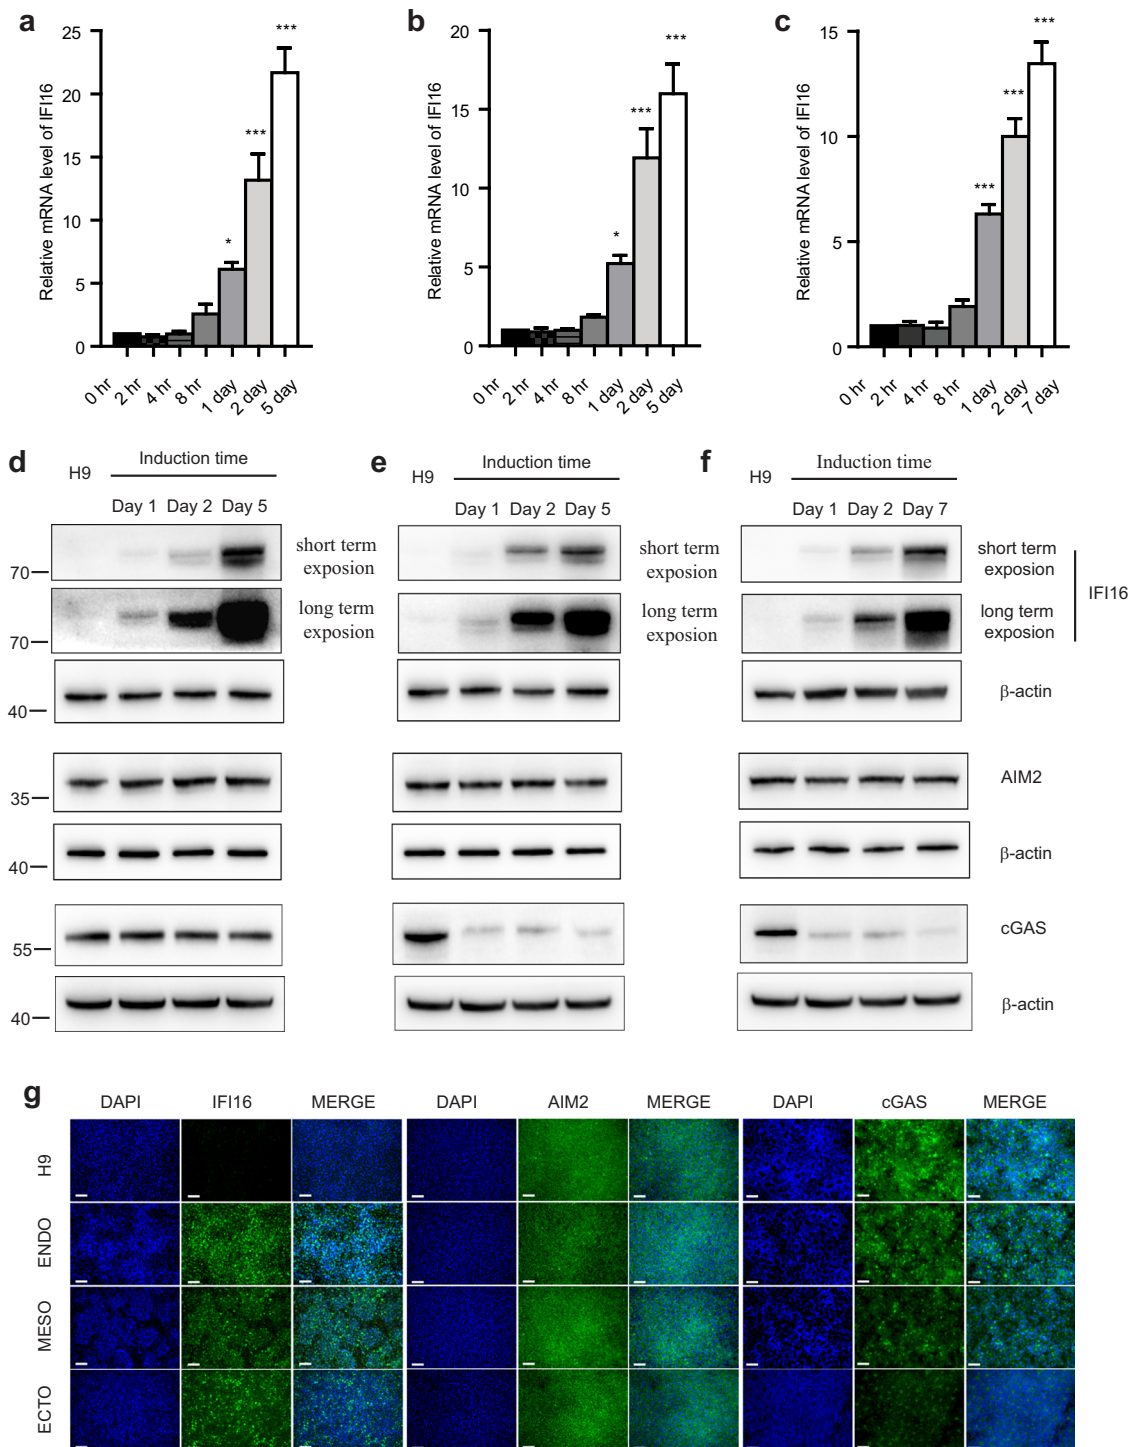 a
Relative mRNA level of IFI16
25
20
15
10
5
0
*
***
***
0 hr
2 hr
4 hr
8 hr
1 day
2 day
5 day
b
Relative mRNA level of IFI16
20
15
10
5
0
*
***
***
0 hr
2 hr
4 hr
8 hr
1 day
2 day
5 day
c
Relative mRNA level of IFI16
15
10
5
0
***
***
***
0 hr
2 hr
4 hr
8 hr
1 day
2 day
7 day
d
H9
Induction time
Day 1 Day 2 Day 5
e
H9
Induction time
Day 1 Day 2 Day 5
f
H9
Induction time
Day 1 Day 2 Day 7
70
short term
exposion
short term
exposion
short term
exposion
70
long term
exposion
long term
exposion
long term
exposion
IFI16
40
β-actin
35
AIM2
40
β-actin
55
cGAS
40
β-actin
g
DAPI IFI16 MERGE DAPI AIM2 MERGE DAPI cGAS MERGE
H9
ENDO
MESO
ECTO